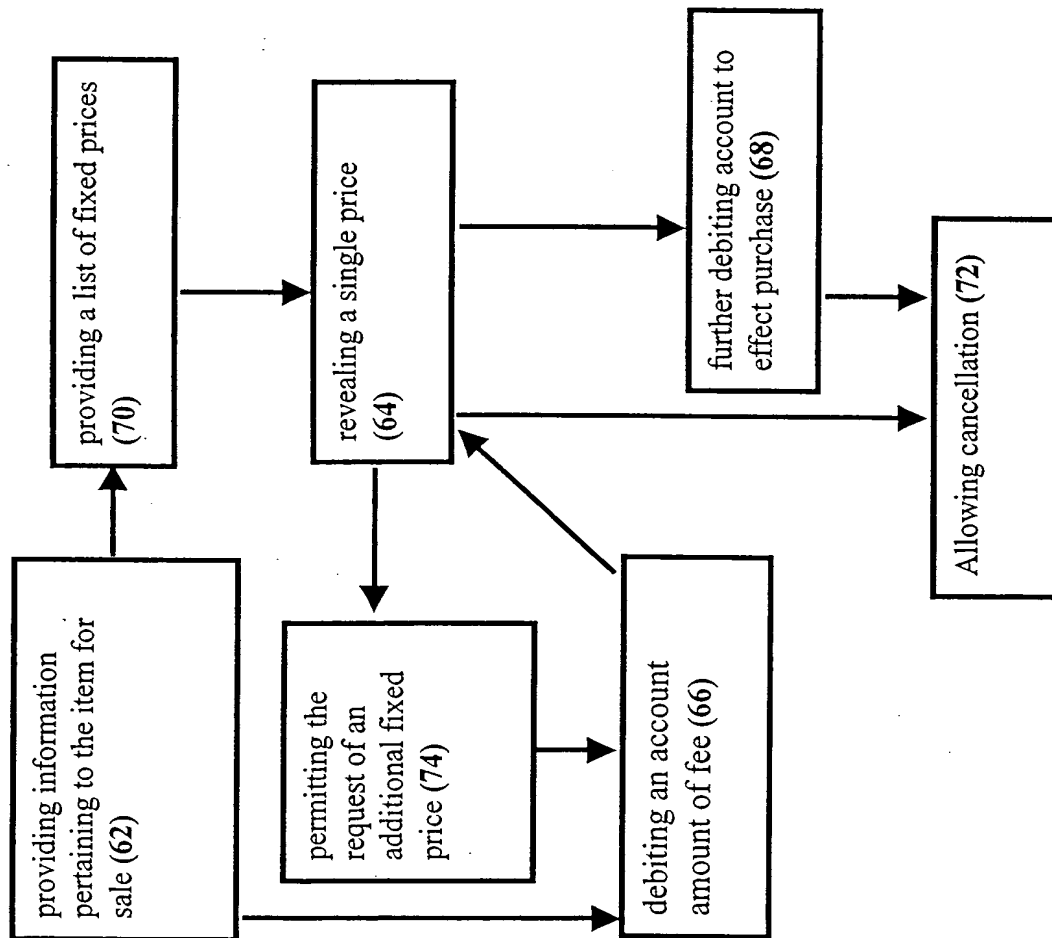 providing information
pertaining to the item for
sale (62)
providing a list of fixed prices
(70)
permitting the
request of an
additional fixed
price (74)
revealing a single price
(64)
debiting an account
amount of fee (66)
further debiting account to
effect purchase (68)
Allowing cancellation (72)